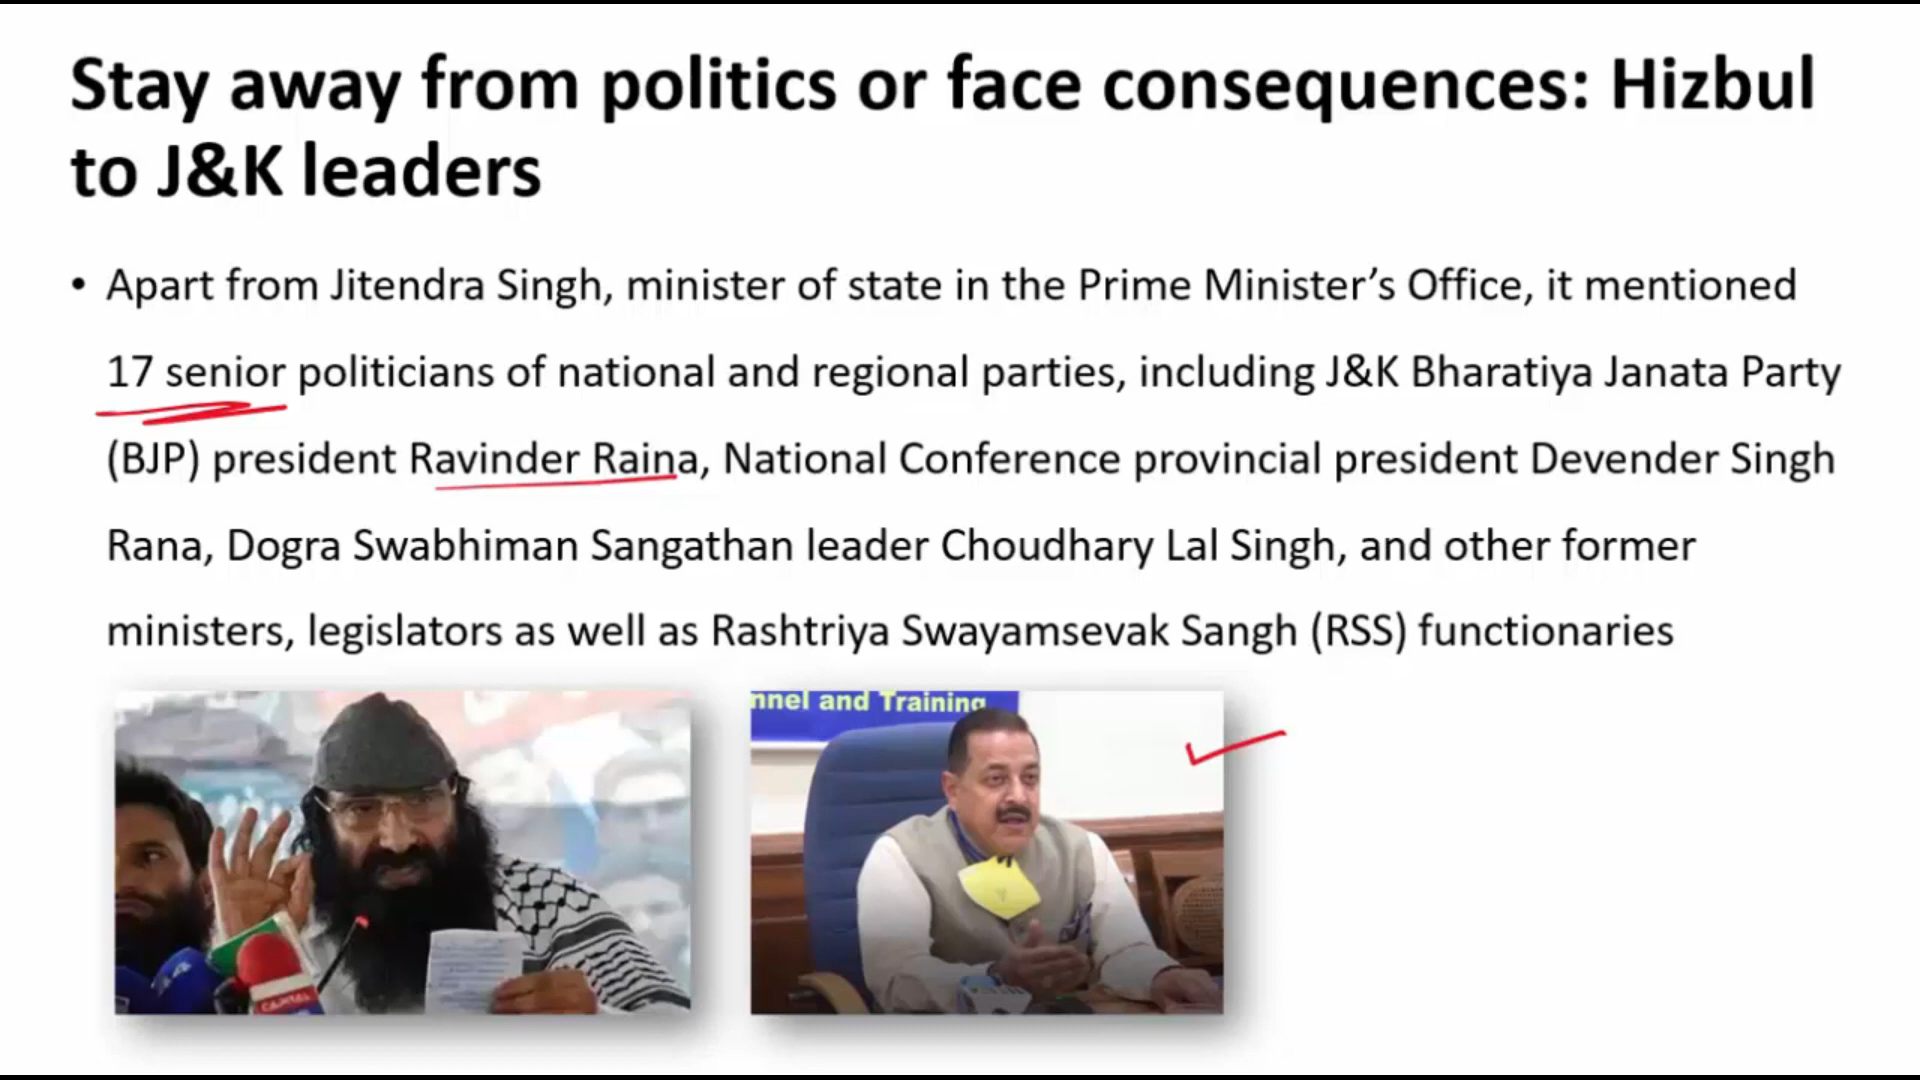 Stay away from politics or face consequences: Hizbul
to J&K leaders
• Apart from Jitendra Singh, minister of state in the Prime Minister’s Office, it mentioned
17 senior politicians of national and regional parties, including J&K Bharatiya Janata Party
(BJP) president Ravinder Raina, National Conference provincial president Devender Singh
Rana, Dogra Swabhiman Sangathan leader Choudhary Lal Singh, and other former
ministers, legislators as well as Rashtriya Swayamsevak Sangh (RSS) functionaries
nnel and Training
CAPITAL